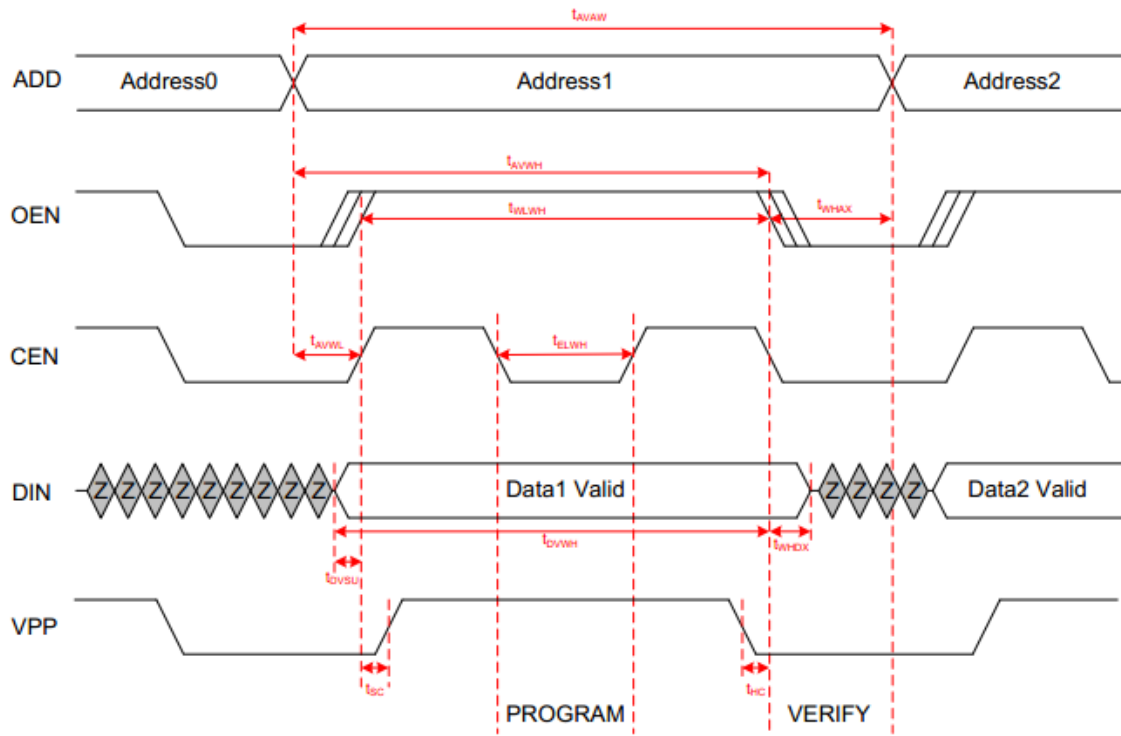 tAVAW
ADD Address0 Address1 Address2
tAVWH
OEN tWLWH tWHAX
CEN tAVWL tELWH
DIN Z Z Z Z Z Z Z Z Z Data1 Valid Z Z Z Z Data2 Valid
tDVWH tWHDX
tDVSU
VPP
tSC tHC
PROGRAM VERIFY